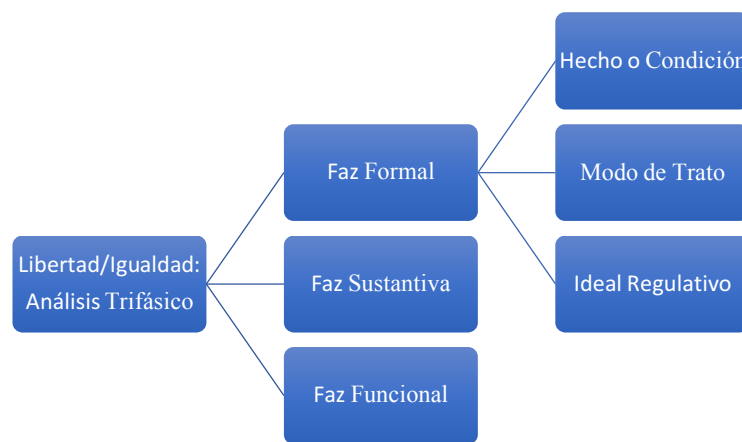 Libertad/Igualdad:
Análisis Trifásico
Faz Formal
Faz Sustantiva
Faz Funcional
Hecho o Condición
Modo de Trato
Ideal Regulativo